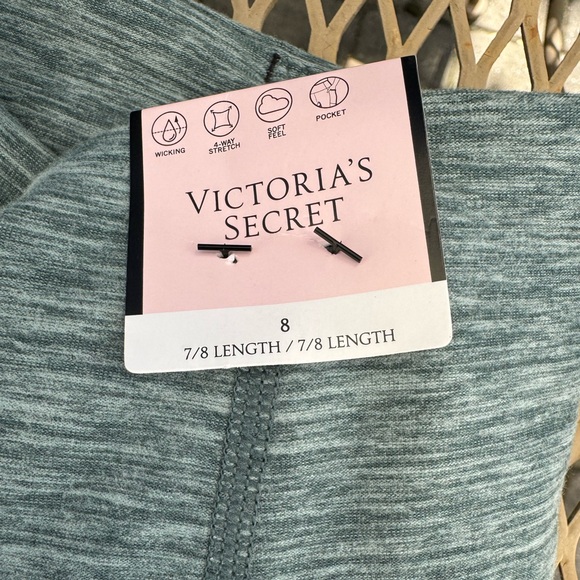 WICKING
4-WAY
STRETCH
SOFT
FEEL
POCKET
VICTORIA'S
SECRET
8
7/8 LENGTH / 7/8 LENGTH